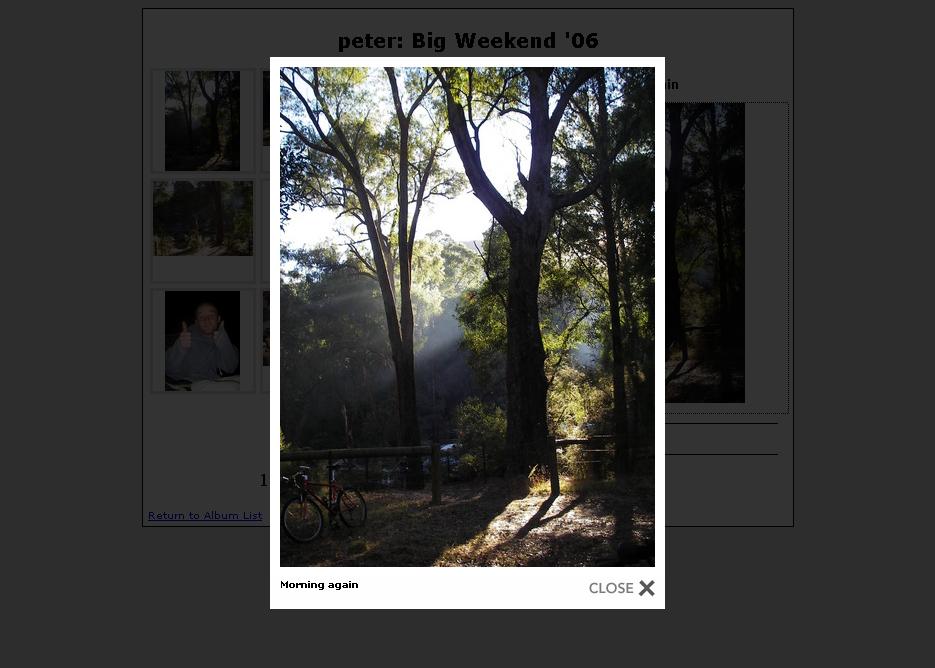 peter: Big Weekend '06
in
1
Return to Album List
Morning again
CLOSE X